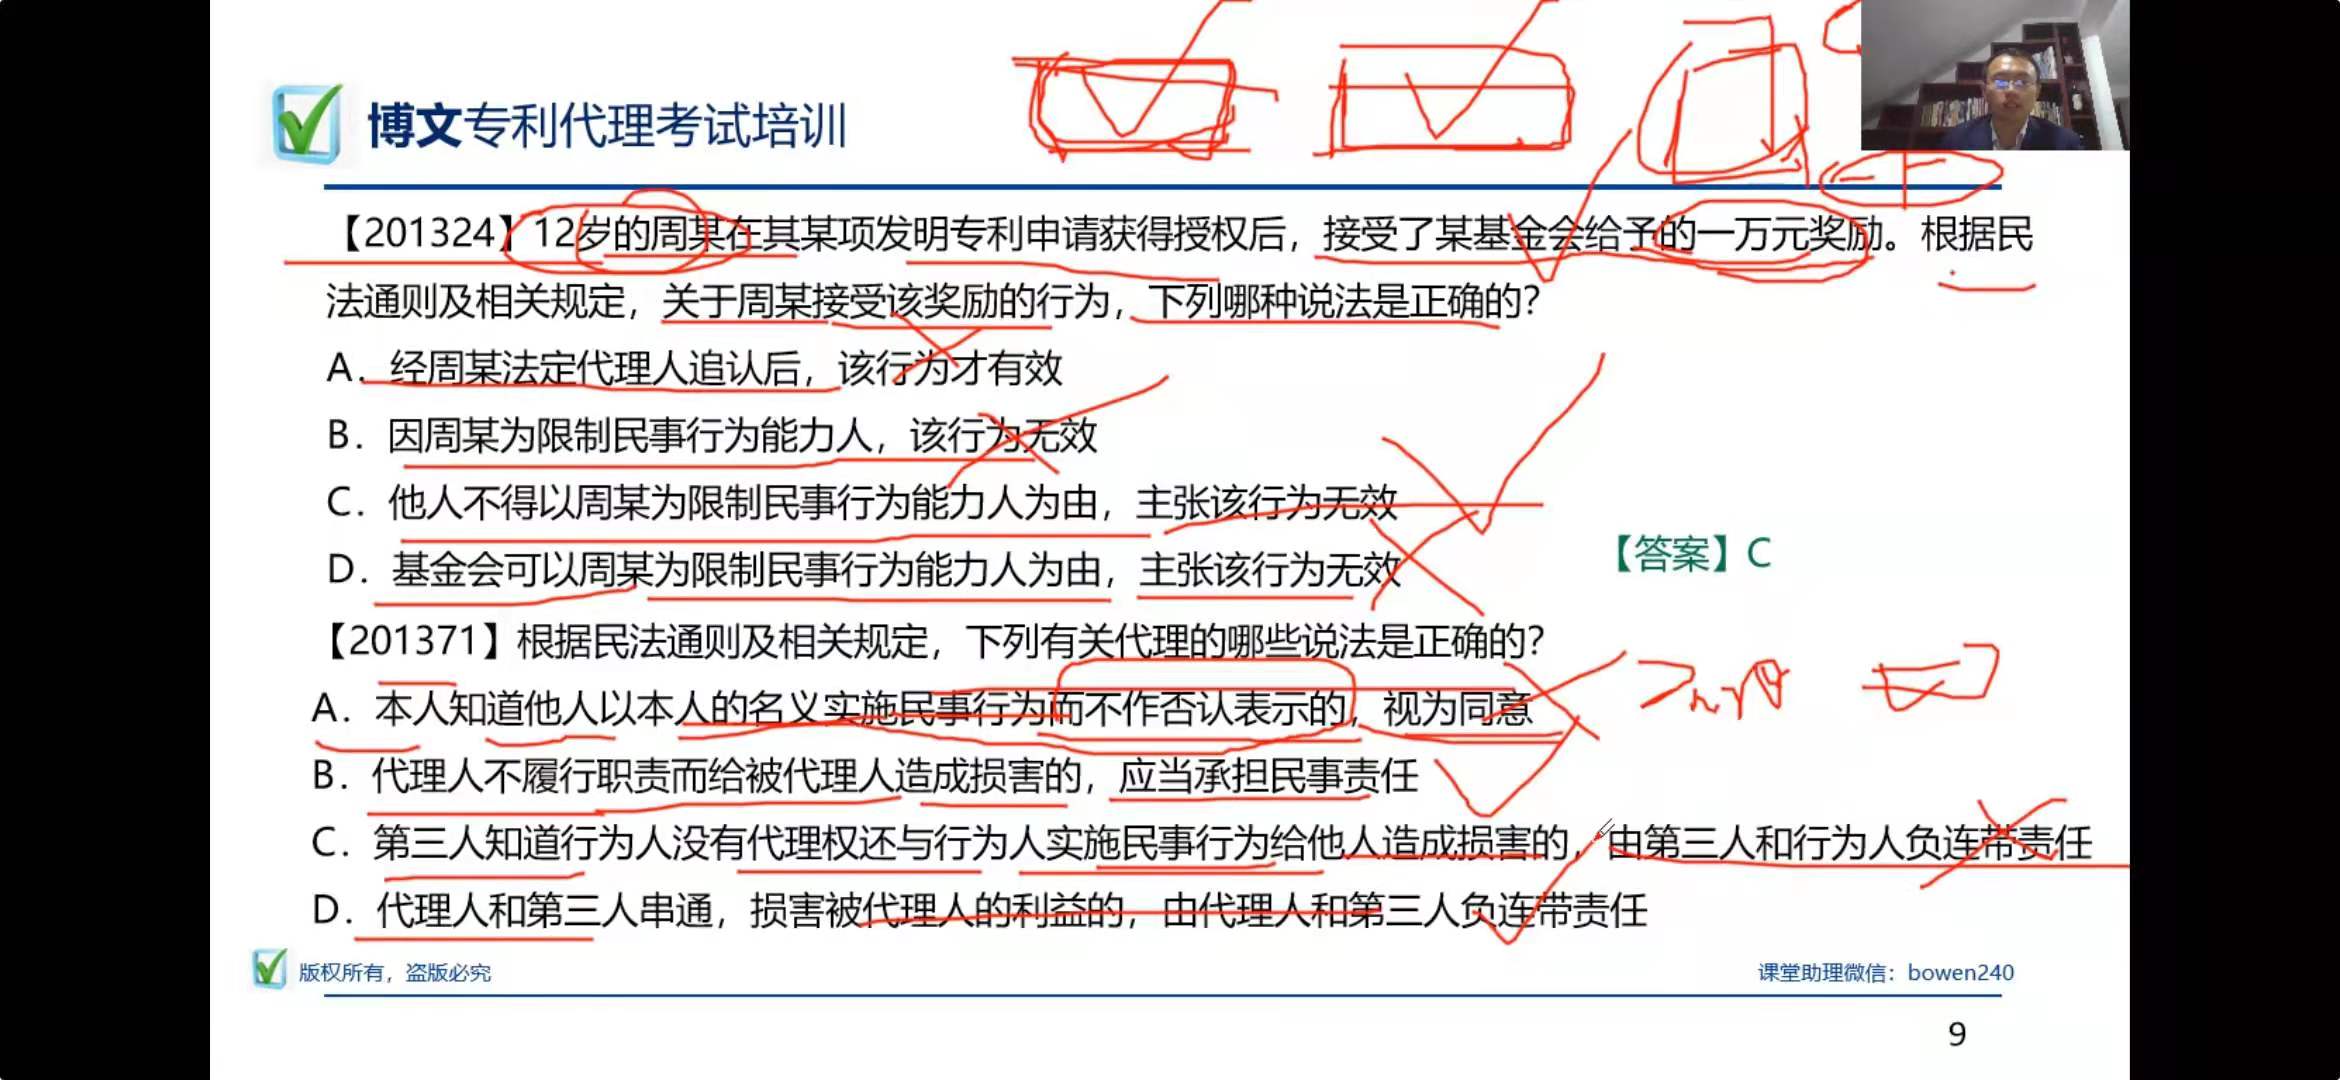 博文专利代理考试培训
【201324】12岁的周某在其某项发明专利申请获得授权后，接受了某基金会给予的一万元奖励。根据民
法通则及相关规定，关于周某接受该奖励的行为，下列哪种说法是正确的？
A．经周某法定代理人追认后，该行为才有效
B．因周某为限制民事行为能力人，该行为无效
C．他人不得以周某为限制民事行为能力人为由，主张该行为无效
D．基金会可以周某为限制民事行为能力人为由，主张该行为无效
【答案】C
【201371】根据民法通则及相关规定，下列有关代理的哪些说法是正确的？
A．本人知道他人以本人的名义实施民事行为而不作否认表示的，视为同意
B．代理人不履行职责而给被代理人造成损害的，应当承担民事责任
C．第三人知道行为人没有代理权还与行为人实施民事行为给他人造成损害的，由第三人和行为人负连带责任
D．代理人和第三人串通，损害被代理人的利益的，由代理人和第三人负连带责任
版权所有，盗版必究
课堂助理微信：bowen240
9